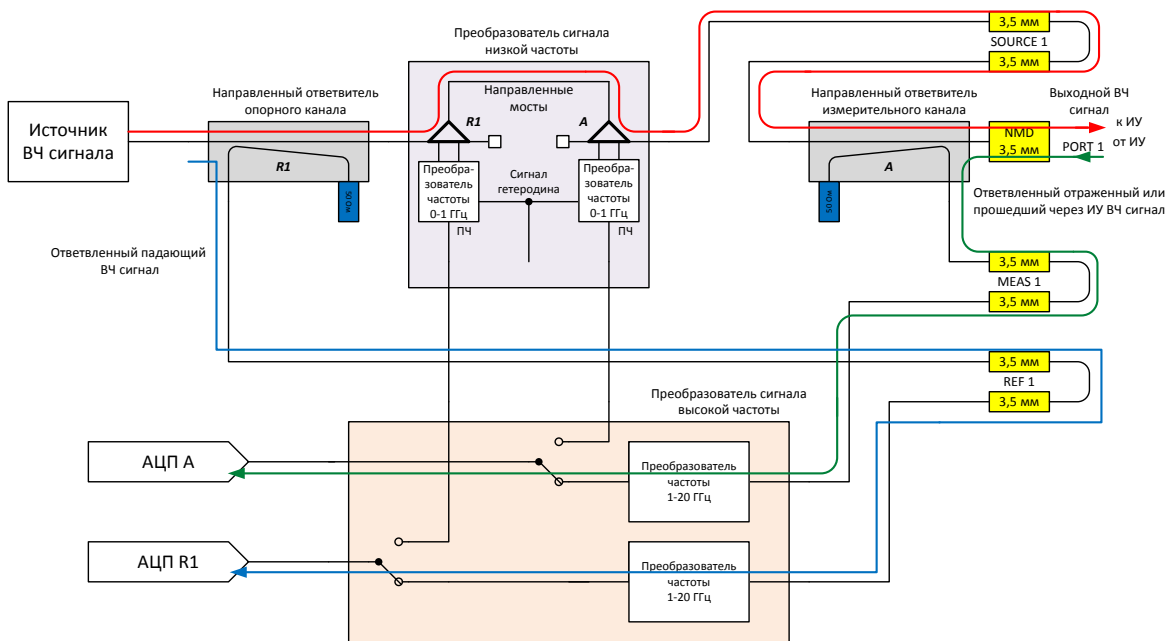 Преобразователь сигнала
низкой частоты
3,5 мм
SOURCE 1
3,5 мм
Направленный ответвитель
опорного канала
Направленные
мосты
Направленный ответвитель
измерительного канала
Выходной ВЧ
сигнал
Источник
ВЧ сигнала
R1
A
к ИУ
NMD
3,5 мм
от ИУ
PORT 1
R1
50 Ом
Преобра-
зователь
частоты
0-1 ГГц
Сигнал
гетеродина
Преобра-
зователь
частоты
0-1 ГГц
A
50 Ом
Ответвленный отраженный или
прошедший через ИУ ВЧ сигнал
ПЧ
ПЧ
Ответвленный падающий
ВЧ сигнал
3,5 мм
MEAS 1
3,5 мм
3,5 мм
REF 1
3,5 мм
Преобразователь сигнала
высокой частоты
АЦП А
Преобразователь
частоты
1-20 ГГц
АЦП R1
Преобразователь
частоты
1-20 ГГц